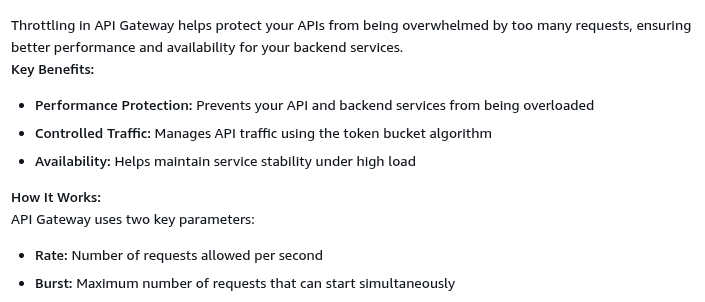 Throttling in API Gateway helps protect your APIs from being overwhelmed by too many requests, ensuring
better performance and availability for your backend services.
Key Benefits:
• Performance Protection: Prevents your API and backend services from being overloaded
• Controlled Traffic: Manages API traffic using the token bucket algorithm
• Availability: Helps maintain service stability under high load
How It Works:
API Gateway uses two key parameters:
• Rate: Number of requests allowed per second
• Burst: Maximum number of requests that can start simultaneously